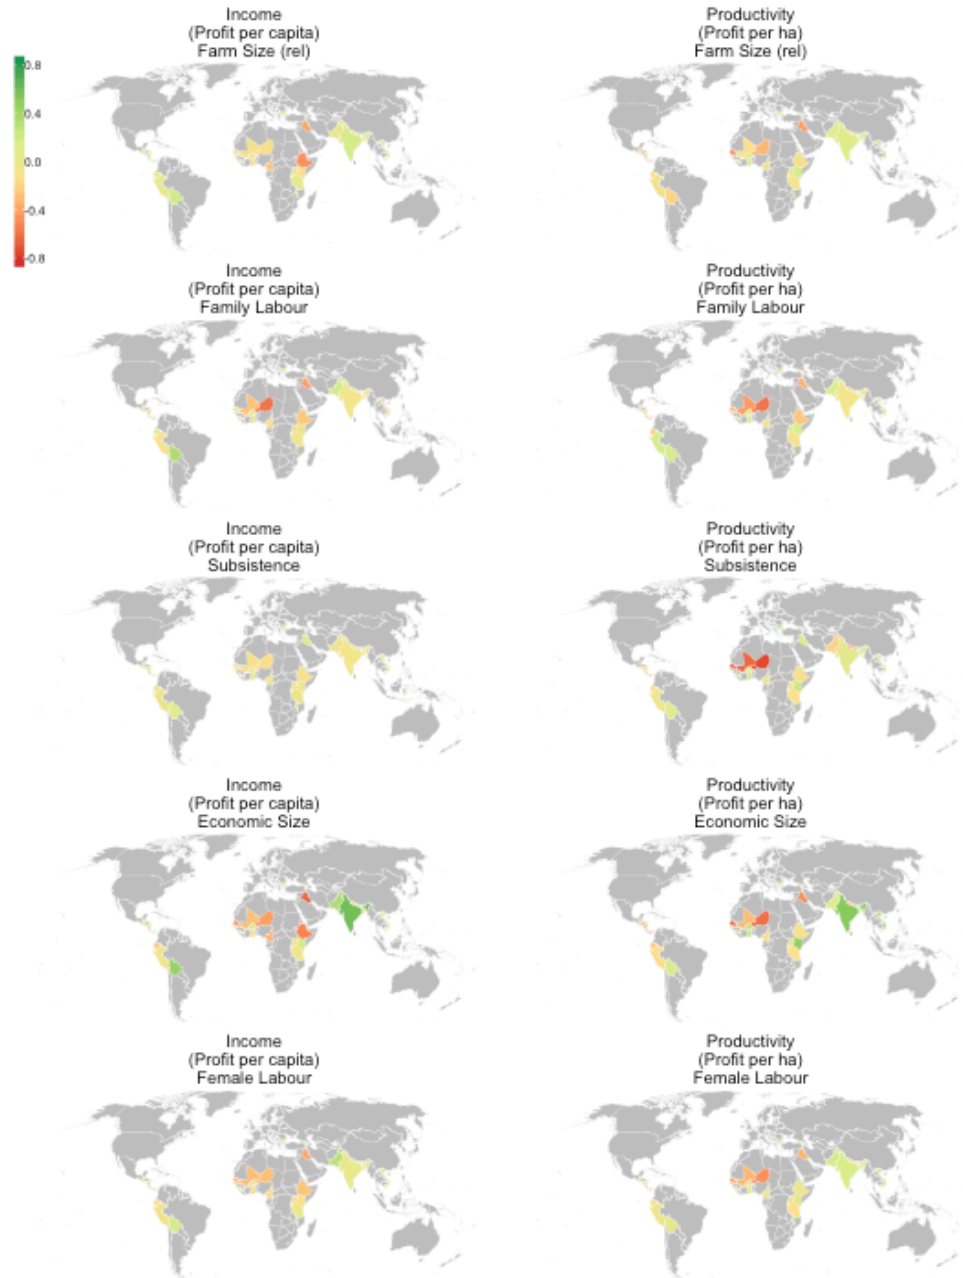 Income
(Profit per capita)
Farm Size (rel)
Productivity
(Profit per ha)
Farm Size (rel)
0.8
0.4
0.0
-0.4
-0.8
Income
(Profit per capita)
Family Labour
Productivity
(Profit per ha)
Family Labour
Income
(Profit per capita)
Subsistence
Productivity
(Profit per ha)
Subsistence
Income
(Profit per capita)
Economic Size
Productivity
(Profit per ha)
Economic Size
Income
(Profit per capita)
Female Labour
Productivity
(Profit per ha)
Female Labour